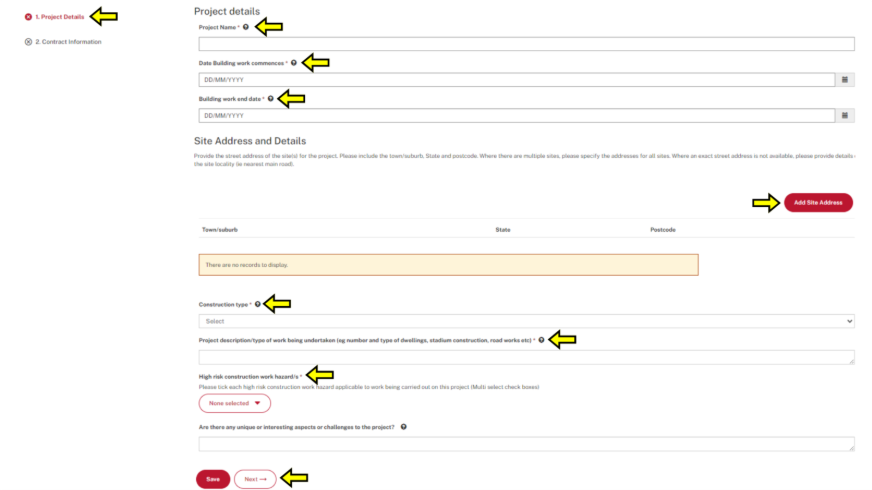 1. Project Details
2. Contract Information
Project details
Project Name *
Date Building work commences *
DD/MM/YYYY
Building work end date *
DD/MM/YYYY
Site Address and Details
Provide the street address of the site(s) for the project. Please include the town/suburb, State and postcode. Where there are multiple sites, please specify the addresses for all sites. Where an exact street address is not available, please provide details of
the site locality (ie nearest main road).
Add Site Address
Town/suburb State Postcode
There are no records to display.
Construction type *
Select
Project description/type of work being undertaken (eg number and type of dwellings, stadium construction, road works etc) *
High risk construction work hazard/s *
Please tick each high risk construction work hazard applicable to work being carried out on this project (Multi select check boxes)
None selected
Are there any unique or interesting aspects or challenges to the project?
Save Next →